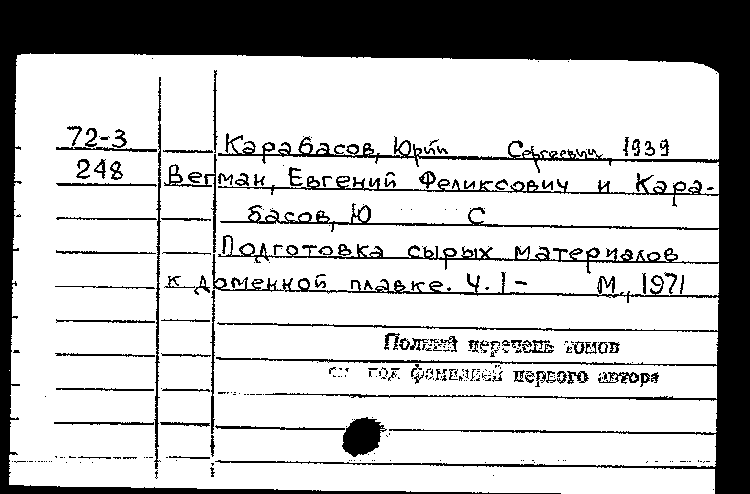 72-3 Карабасов, Юрий Сергеевич, 1939
248 Вегман, Евгений Феликсович и Кара-
басов, Ю С
Подготовка сырых материалов
к доменной плавке. Ч. 1- М., 1971
Полный перечень томов
см под фамилией первого автора